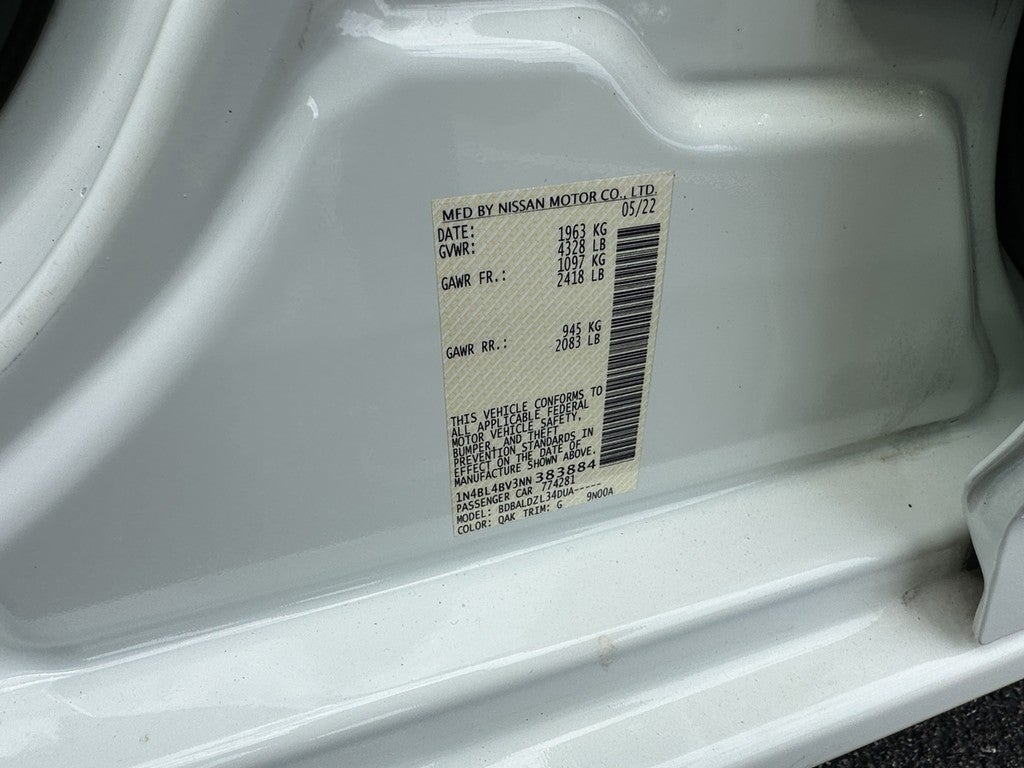 MFD BY NISSAN MOTOR CO., LTD.
DATE: 05/22
GVWR: 1963 KG
4328 LB
GAWR FR.: 1097 KG
2418 LB
GAWR RR.: 945 KG
2083 LB
THIS VEHICLE CONFORMS TO
ALL APPLICABLE FEDERAL
MOTOR VEHICLE SAFETY,
BUMPER, AND THEFT
PREVENTION STANDARDS IN
EFFECT ON THE DATE OF
MANUFACTURE SHOWN ABOVE.
1N4BL4BV3NN383884
PASSENGER CAR 774281
MODEL: BDBALDZL34DUA-----
COLOR: QAK TRIM: G 9N00A